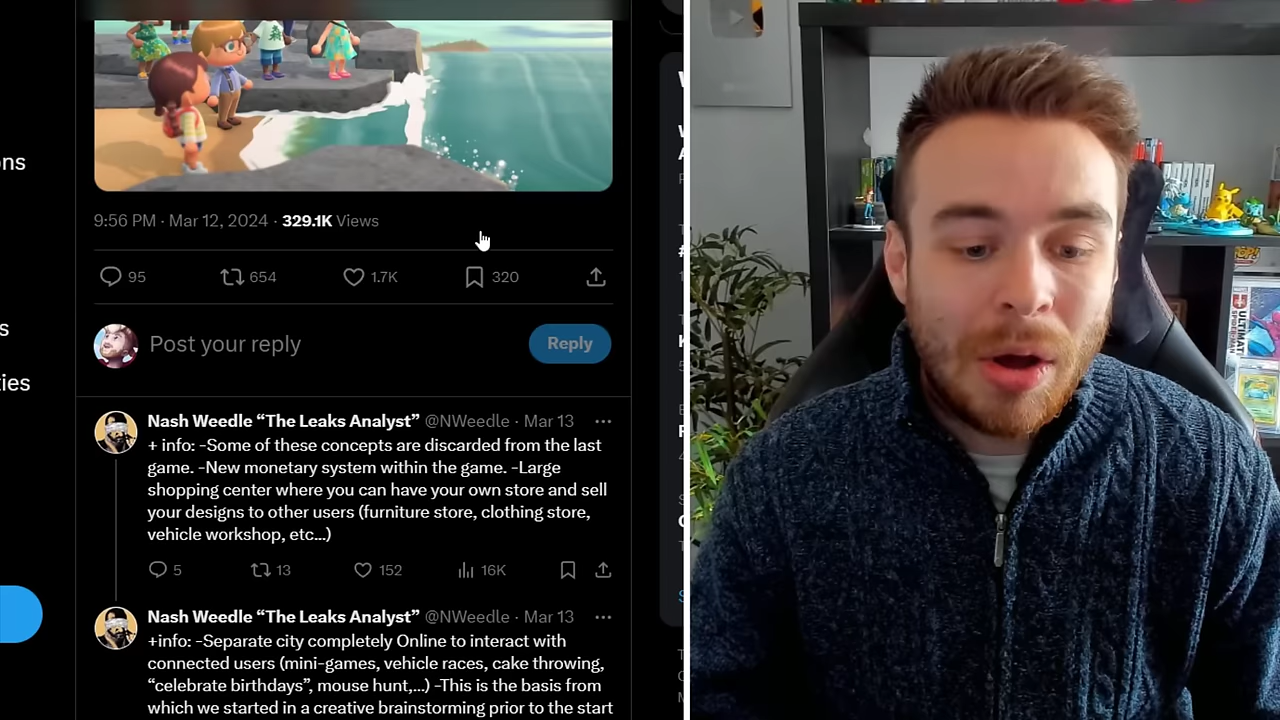 ons
s
ties
9:56 PM · Mar 12, 2024 · 329.1K Views
95 654 1.7K 320
Post your reply
Reply
Nash Weedle “The Leaks Analyst” @NWeedle · Mar 13
+ info: -Some of these concepts are discarded from the last
game. -New monetary system within the game. -Large
shopping center where you can have your own store and sell
your designs to other users (furniture store, clothing store,
vehicle workshop, etc...)
5 13 152 16K
Nash Weedle “The Leaks Analyst” @NWeedle · Mar 13
+info: -Separate city completely Online to interact with
connected users (mini-games, vehicle races, cake throwing,
“celebrate birthdays”, mouse hunt,...) -This is the basis from
which we started in a creative brainstorming prior to the start
POP!
ULTIMATE